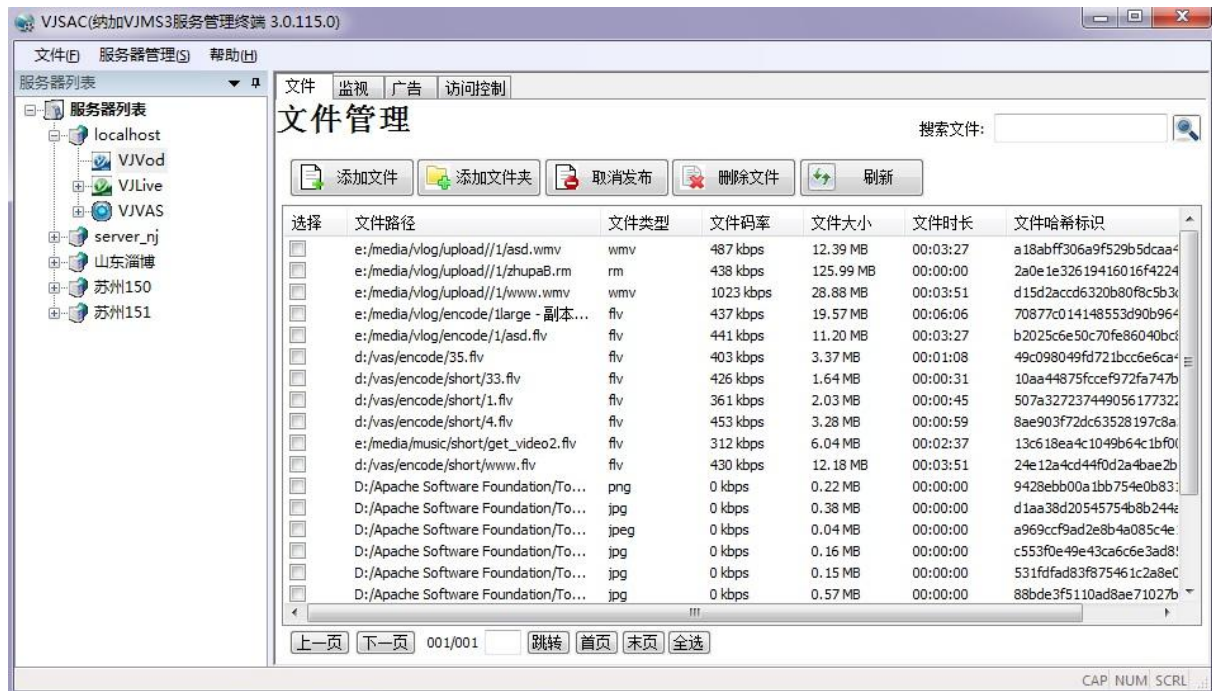 VJSAC(纳加VJMS3服务管理终端 3.0.115.0)
文件(F) 服务器管理(S) 帮助(H)
服务器列表
服务器列表
localhost
VJVod
VJLive
VJVAS
server_nj
山东淄博
苏州150
苏州151
文件 监视 广告 访问控制
文件管理
搜索文件:
添加文件 添加文件夹 取消发布 删除文件 刷新
选择 文件路径 文件类型 文件码率 文件大小 文件时长 文件哈希标识
e:/media/vlog/upload//1/asd.wmv wmv 487 kbps 12.39 MB 00:03:27 a18abff306a9f529b5dcaa4
e:/media/vlog/upload//1/zhupaB.rm rm 438 kbps 125.99 MB 00:00:00 2a0e1e32619416016f4224
e:/media/vlog/upload//1/www.wmv wmv 1023 kbps 28.88 MB 00:03:51 d15d2accd6320b80f8c5b3c
e:/media/vlog/encode/1large - 副本... flv 437 kbps 19.57 MB 00:06:06 70877c014148553d90b964
e:/media/vlog/encode/1/asd.flv flv 441 kbps 11.20 MB 00:03:27 b2025c6e50c70fe86040bc8
d:/vas/encode/35.flv flv 403 kbps 3.37 MB 00:01:08 49c098049fd721bcc6e6ca4
d:/vas/encode/short/33.flv flv 426 kbps 1.64 MB 00:00:31 10aa44875fccef972fa747b
d:/vas/encode/short/1.flv flv 361 kbps 2.03 MB 00:00:45 507a327237449056177322
d:/vas/encode/short/4.flv flv 453 kbps 3.28 MB 00:00:59 8ae903f72dc63528197c8a
e:/media/music/short/get_video2.flv flv 312 kbps 6.04 MB 00:02:37 13c618ea4c1049b64c1bf0
d:/vas/encode/short/www.flv flv 430 kbps 12.18 MB 00:03:51 24e12a4cd44f0d2a4bae2b
D:/Apache Software Foundation/To... png 0 kbps 0.22 MB 00:00:00 9428ebb00a1bb754e0b831
D:/Apache Software Foundation/To... jpg 0 kbps 0.38 MB 00:00:00 d1aa38d20545754b8b244a
D:/Apache Software Foundation/To... jpeg 0 kbps 0.04 MB 00:00:00 a969ccf9ad2e8b4a085c4e
D:/Apache Software Foundation/To... jpg 0 kbps 0.16 MB 00:00:00 c553f0e49e43ca6c6e3ad8
D:/Apache Software Foundation/To... jpg 0 kbps 0.15 MB 00:00:00 531fdfad83f875461c2a8e0
D:/Apache Software Foundation/To... jpg 0 kbps 0.57 MB 00:00:00 88bde3f5110ad8ae71027b
上一页 下一页 001/001 跳转 首页 末页 全选
CAP NUM SCRL